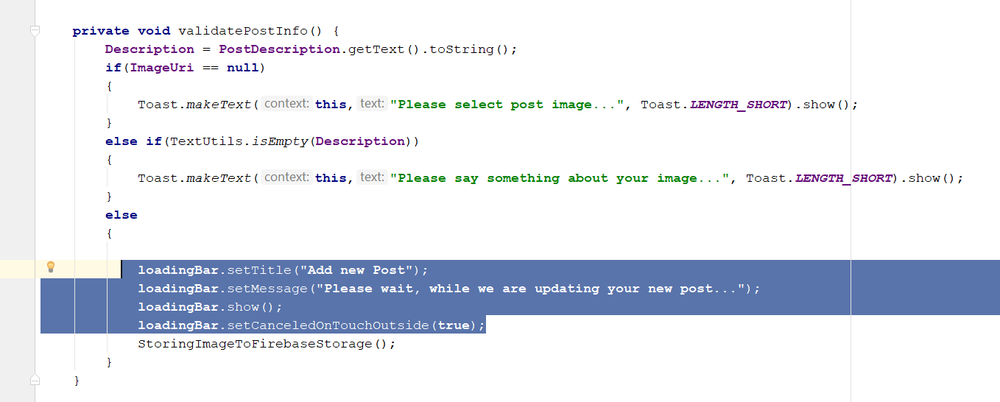 private void validatePostInfo() {
Description = PostDescription.getText().toString();
if(ImageUri == null)
{
Toast.makeText( context: this, text: "Please select post image...", Toast.LENGTH_SHORT).show();
}
else if(TextUtils.isEmpty(Description))
{
Toast.makeText( context: this, text: "Please say something about your image...", Toast.LENGTH_SHORT).show();
}
else
{
loadingBar.setTitle("Add new Post");
loadingBar.setMessage("Please wait, while we are updating your new post...");
loadingBar.show();
loadingBar.setCanceledOnTouchOutside(true);
StoringImageToFirebaseStorage();
}
}